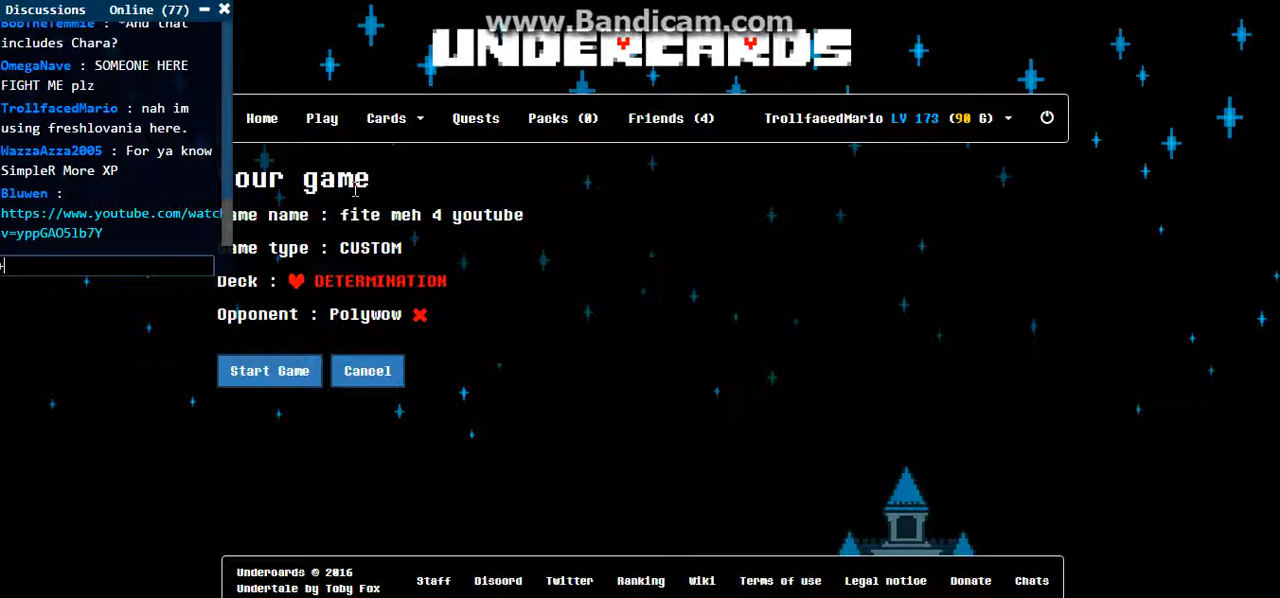 Discussions Online (77)
www.Bandicam.com
UNDERCARDS
BobTheTemmie : *And that
includes Chara?
OmegaNave : SOMEONE HERE
FIGHT ME plz
TrollfacedMario : nah im
using freshlovania here.
WazzaAzza2005 : For ya know
SimpleR More XP
Bluwen :
https://www.youtube.com/watc
v=yppGAO5lb7Y
Home Play Cards Quests Packs (0) Friends (4) TrollfacedMario LV 173 (90 G)
our game
ame name : fite meh 4 youtube
ame type : CUSTOM
Deck : DETERMINATION
Opponent : Polywow
Start Game Cancel
Undercards © 2016
Undertale by Toby Fox
Staff Discord Twitter Ranking Wiki Terms of use Legal notice Donate Chats